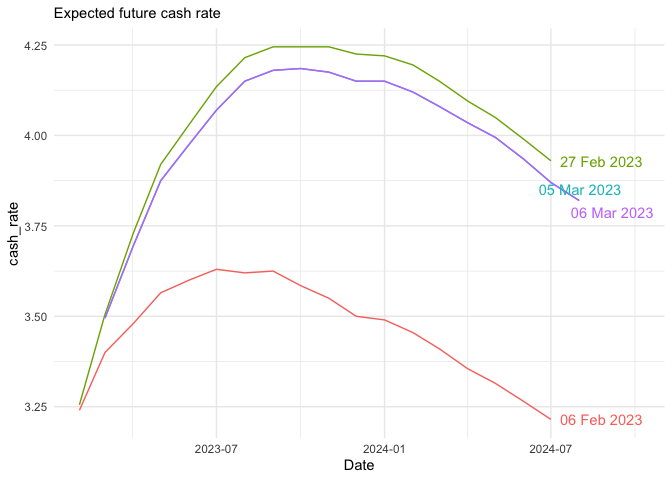 Expected future cash rate
4.25
4.00
3.75
3.50
3.25
cash_rate
27 Feb 2023
05 Mar 2023
06 Mar 2023
06 Feb 2023
2023-07
2024-01
2024-07
Date